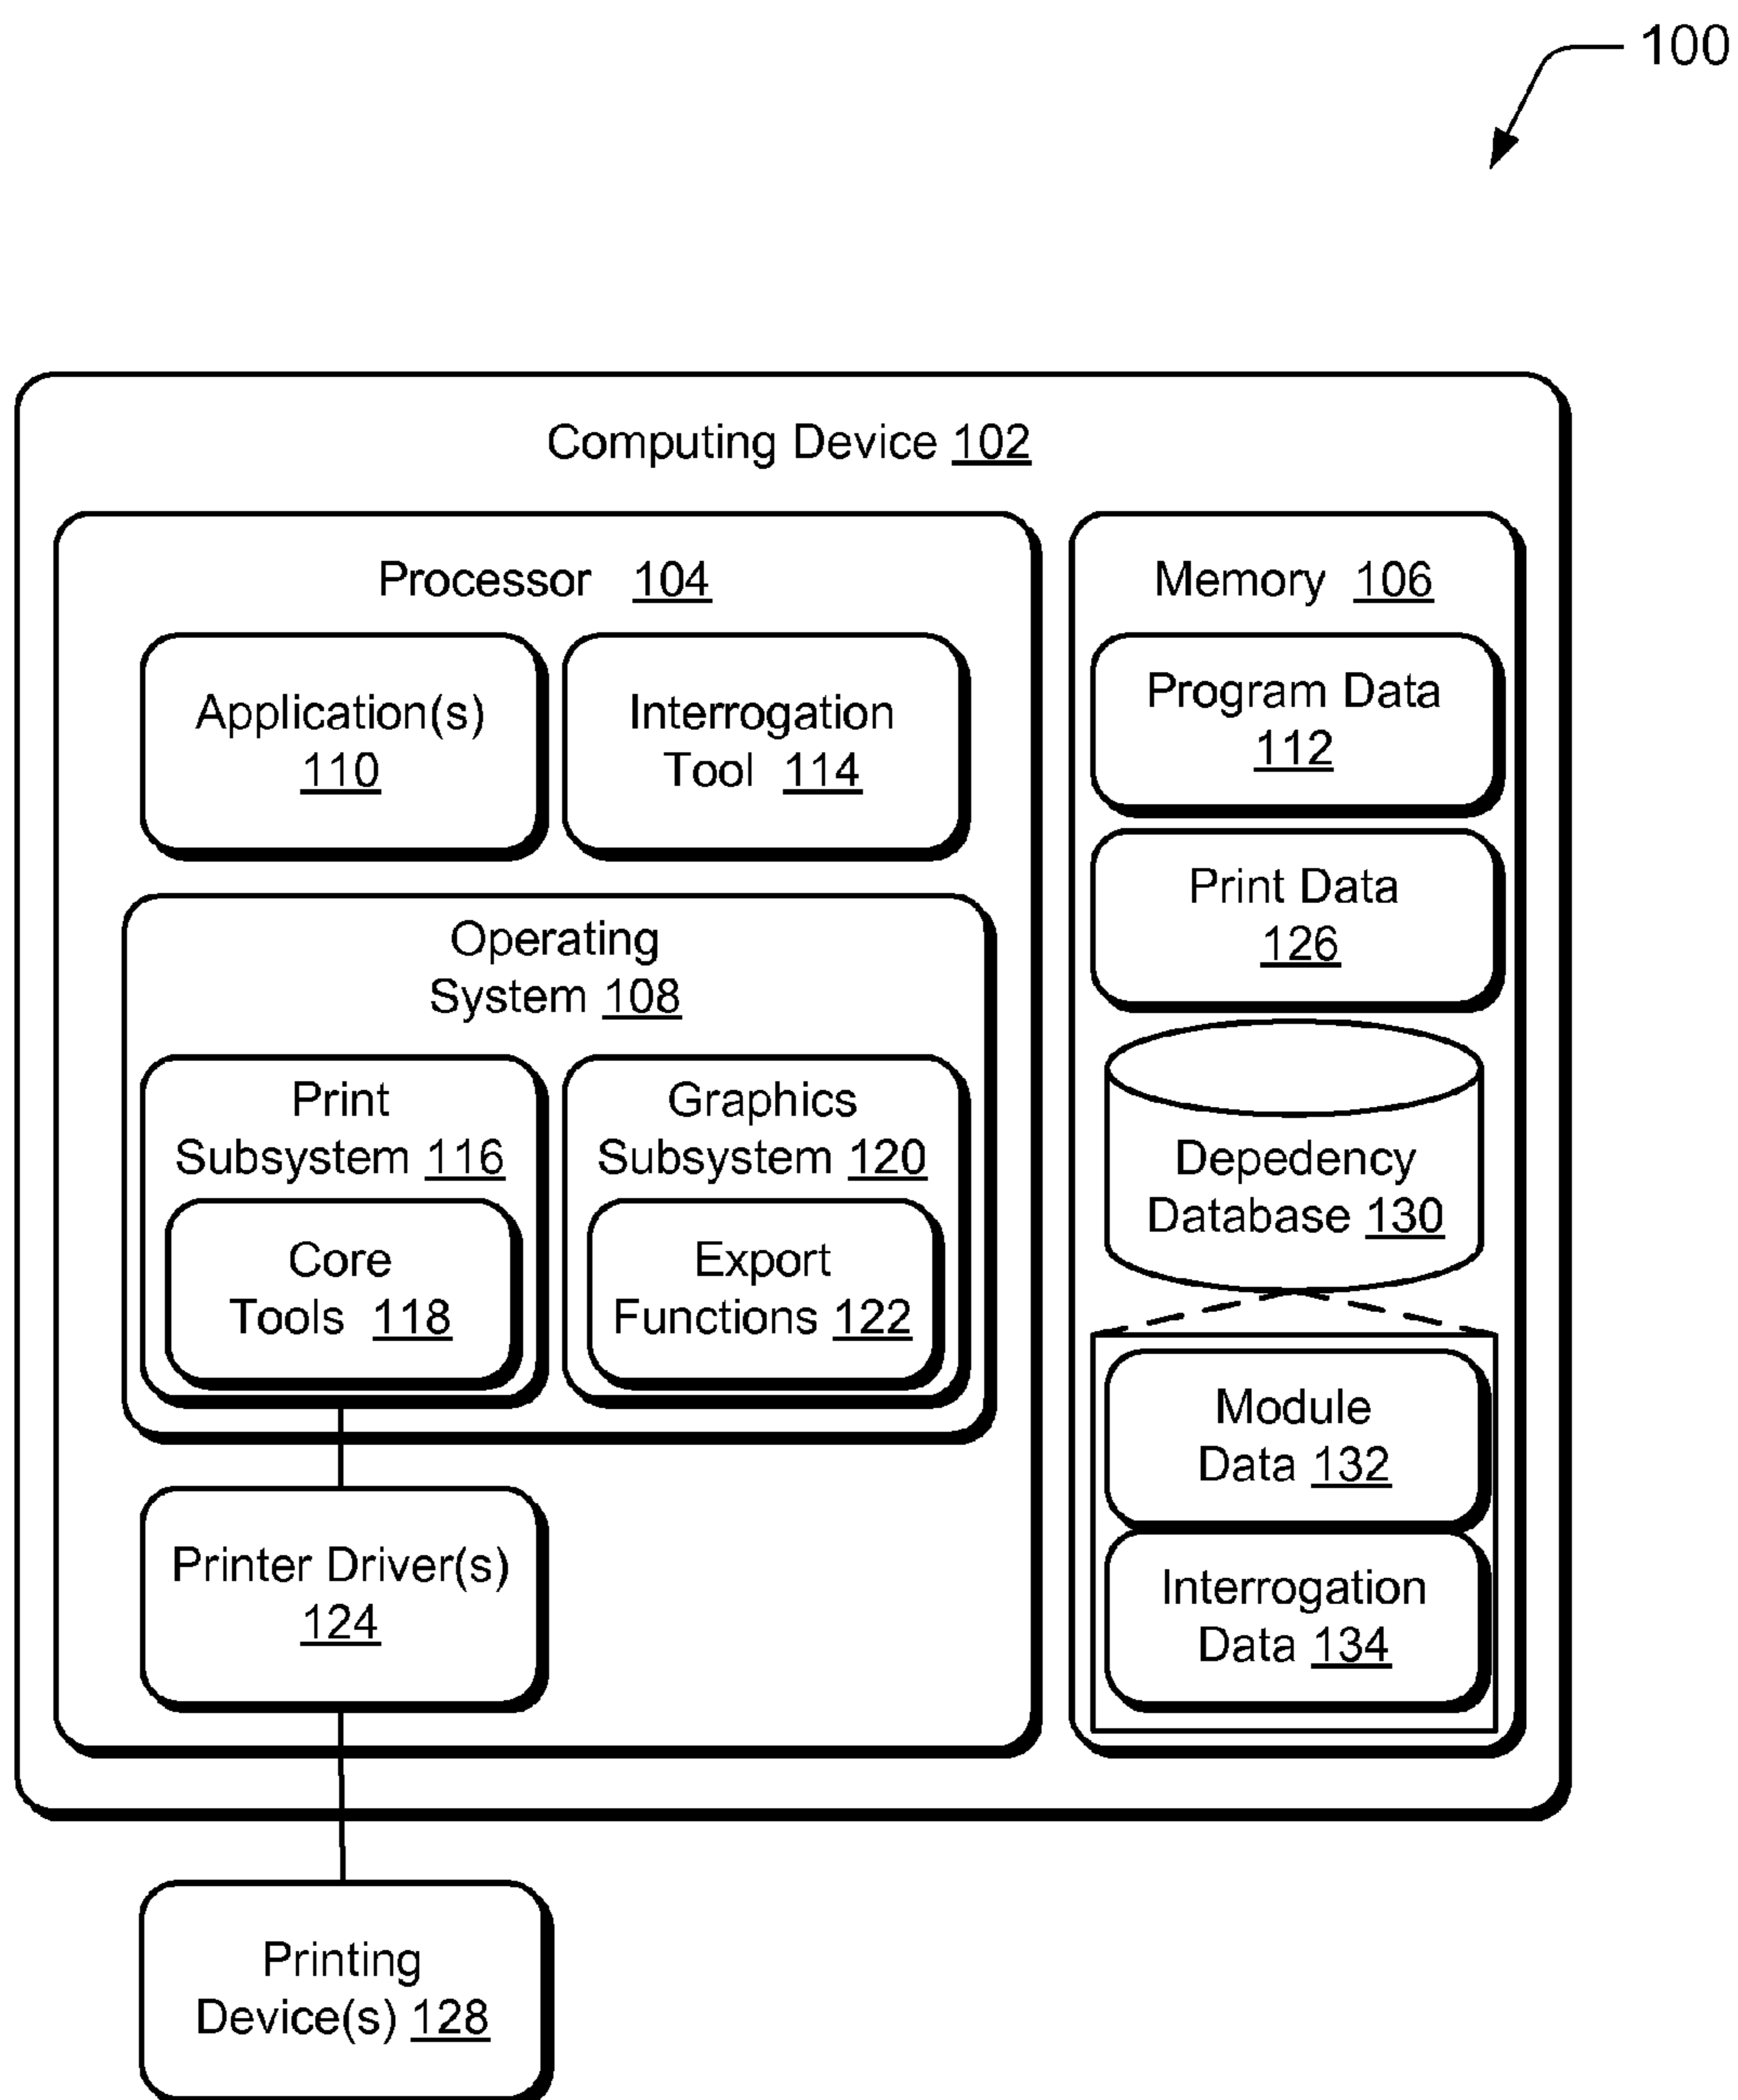 100
Computing Device 102
Processor 104
Application(s)
110
Interrogation
Tool 114
Operating
System 108
Print
Subsystem 116
Core
Tools 118
Graphics
Subsystem 120
Export
Functions 122
Printer Driver(s)
124
Memory 106
Program Data
112
Print Data
126
Depedency
Database 130
Module
Data 132
Interrogation
Data 134
Printing
Device(s) 128